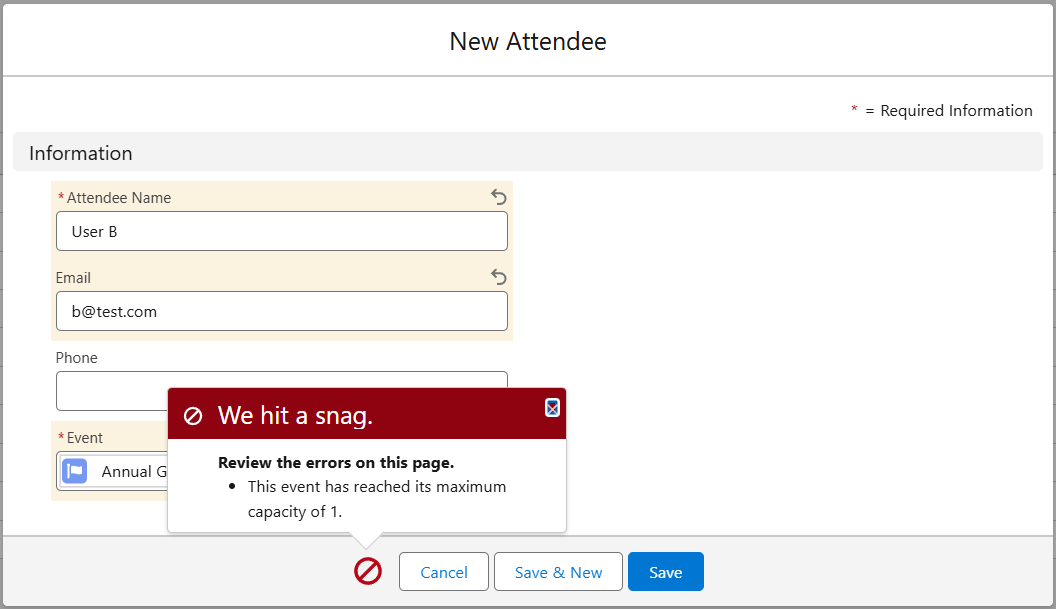 New Attendee
* = Required Information
Information
*Attendee Name
User B
Email
b@test.com
Phone
*Event
Annual G
We hit a snag.
Review the errors on this page.
• This event has reached its maximum
capacity of 1.
Cancel
Save & New
Save